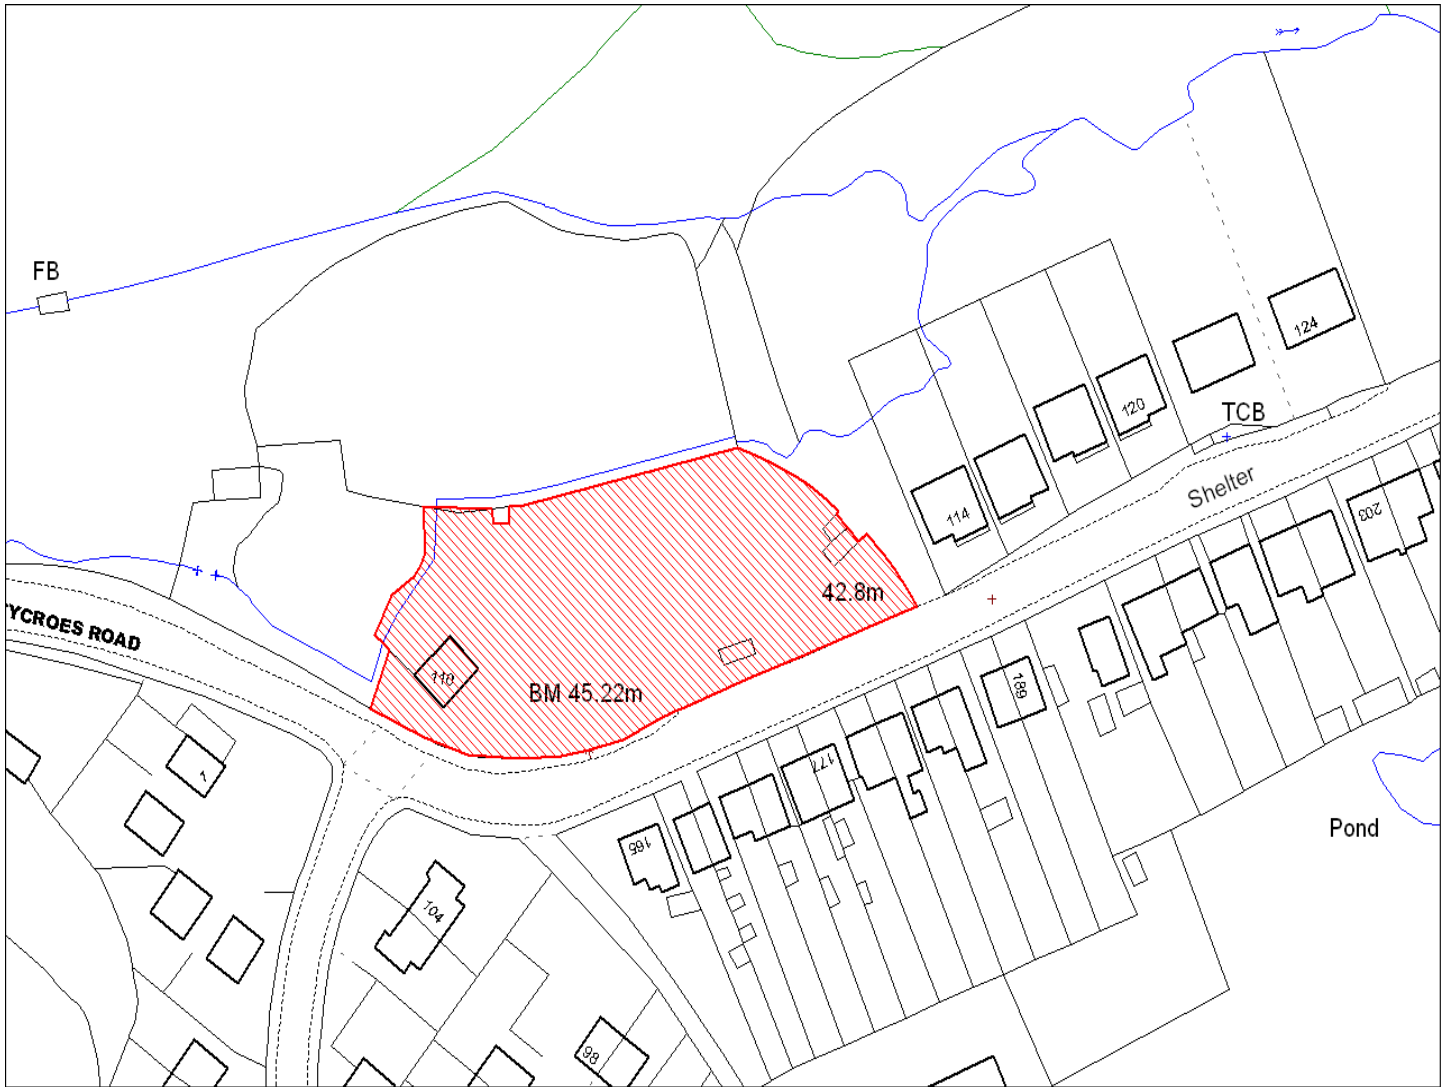 FB
124
120
TCB
114
Shelter
203
42.8m
YCROES ROAD
110
BM 45.22m
189
177
1
165
Pond
104
98